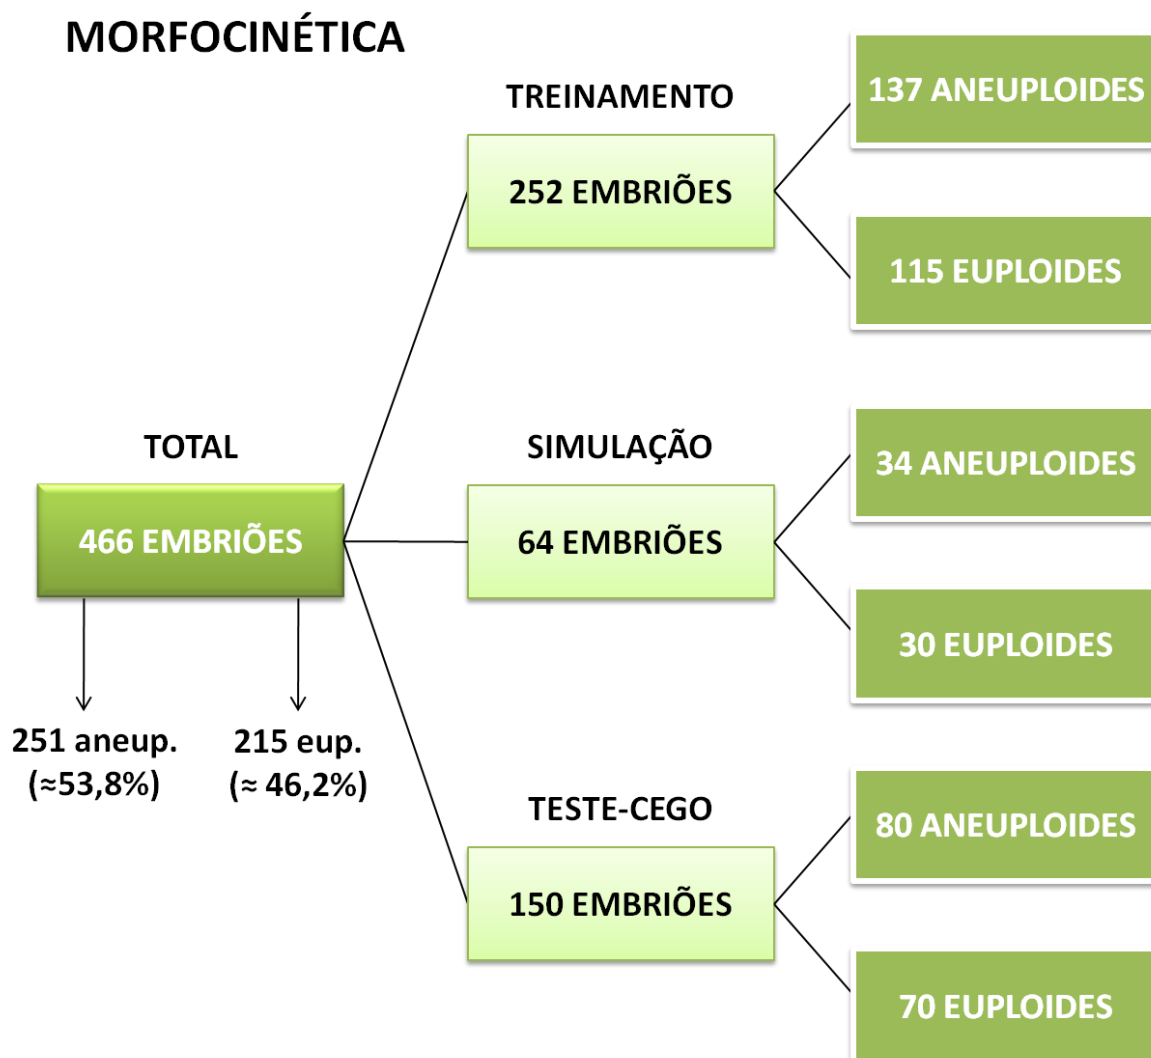 MORFOCINÉTICA
TOTAL
466 EMBRIÕES
251 aneup.
(≈53,8%)
215 eup.
(≈ 46,2%)
TREINAMENTO
252 EMBRIÕES
137 ANEUPLOIDES
115 EUPLOIDES
SIMULAÇÃO
64 EMBRIÕES
34 ANEUPLOIDES
30 EUPLOIDES
TESTE-CEGO
150 EMBRIÕES
80 ANEUPLOIDES
70 EUPLOIDES